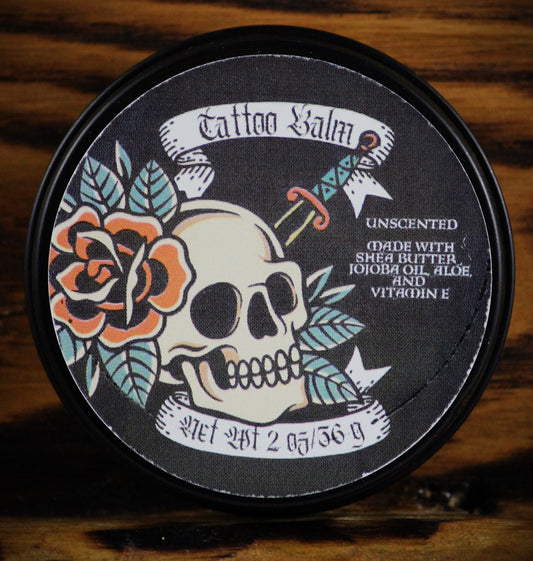 Tattoo Balm
UNSCENTED
MADE WITH
SHEA BUTTER,
JOJOBA OIL, ALOE,
AND
VITAMIN E
Net Wt 2 oz/56 g